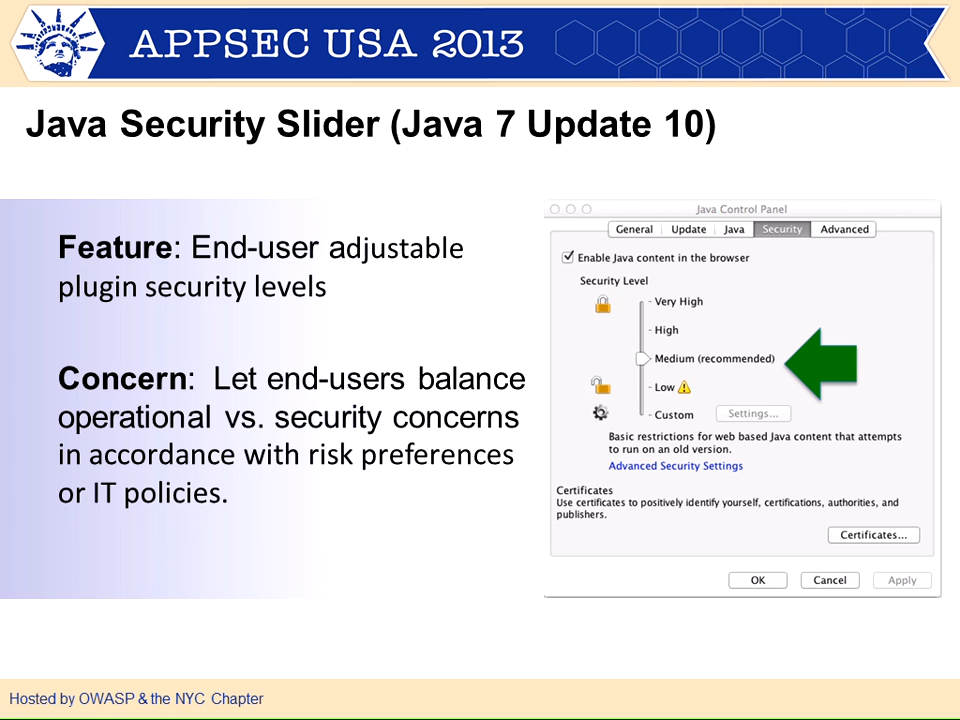 APPSEC USA 2013
Java Security Slider (Java 7 Update 10)
Feature: End-user adjustable
plugin security levels
Concern: Let end-users balance
operational vs. security concerns
in accordance with risk preferences
or IT policies.
Java Control Panel
General Update Java Security Advanced
Enable Java content in the browser
Security Level
- Very High
- High
Medium (recommended)
- Low
- Custom Settings...
Basic restrictions for web based Java content that attempts
to run on an old version.
Advanced Security Settings
Certificates
Use certificates to positively identify yourself, certifications, authorities, and
publishers.
Certificates...
OK Cancel Apply
Hosted by OWASP & the NYC Chapter